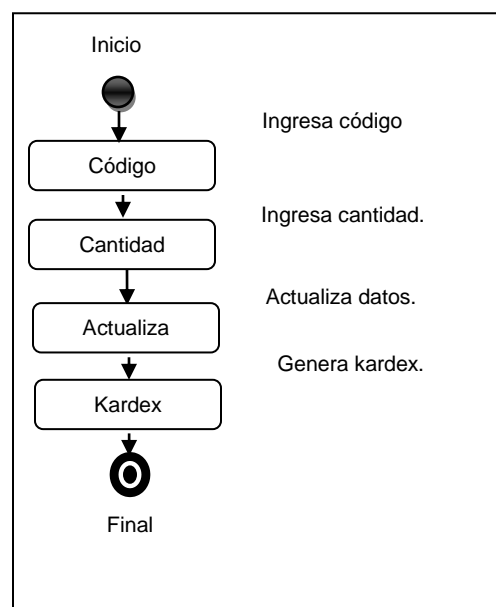 Inicio
Ingresa código
Código
Ingresa cantidad.
Cantidad
Actualiza datos.
Actualiza
Genera kardex.
Kardex
Final